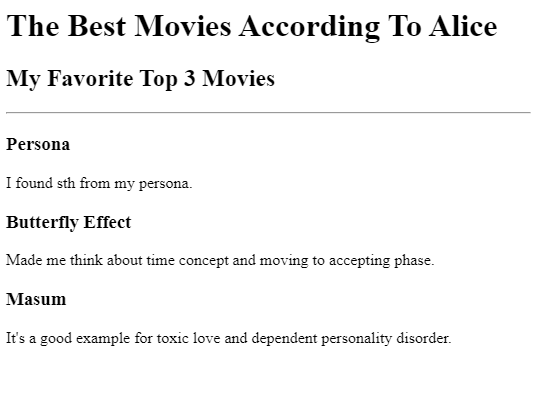 The Best Movies According To Alice
My Favorite Top 3 Movies
Persona
I found sth from my persona.
Butterfly Effect
Made me think about time concept and moving to accepting phase.
Masum
It's a good example for toxic love and dependent personality disorder.